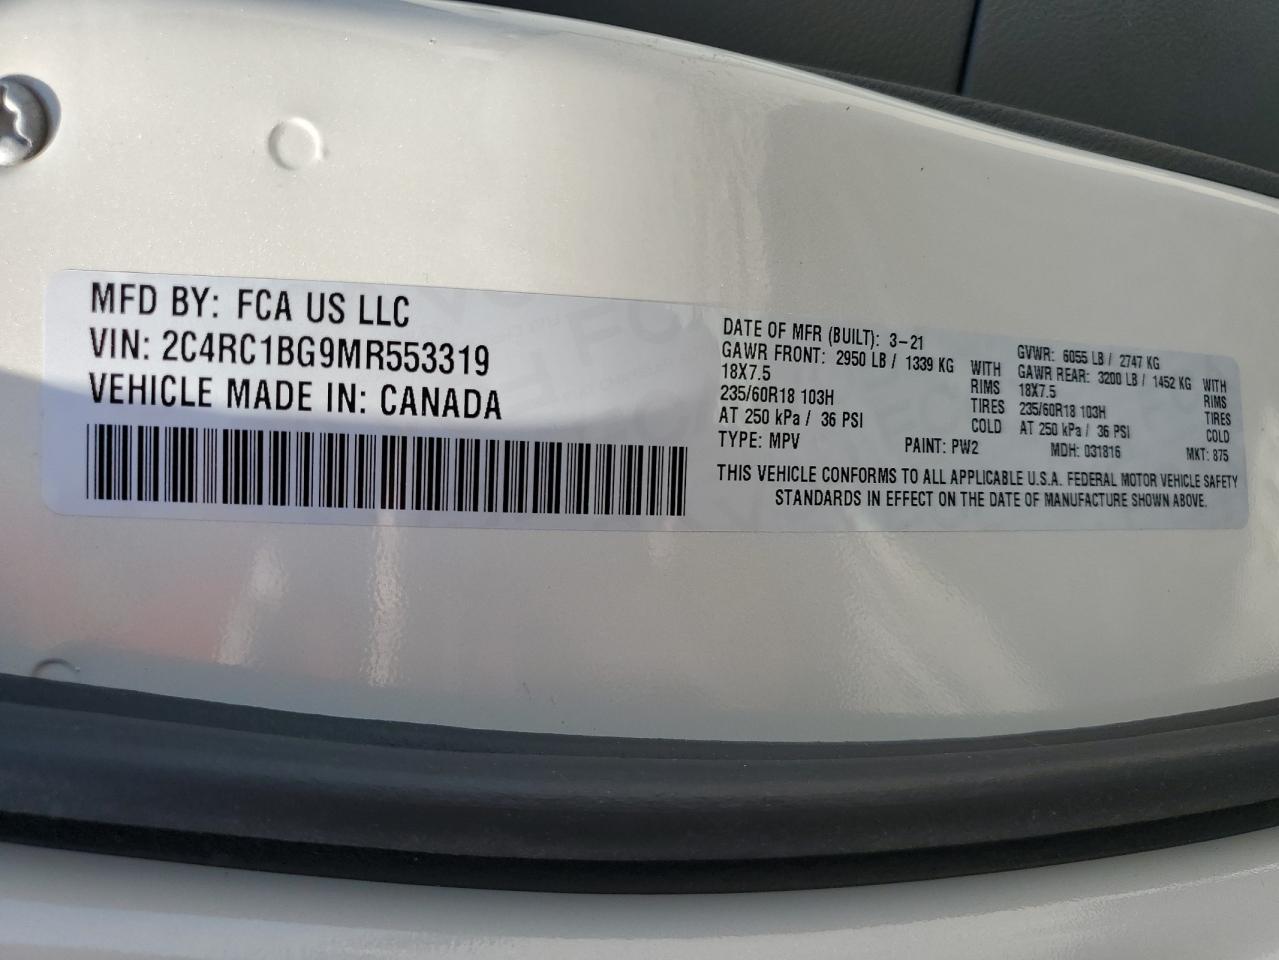 MFD BY: FCA US LLC
VIN: 2C4RC1BG9MR553319
VEHICLE MADE IN: CANADA
DATE OF MFR (BUILT): 3-21
GAWR FRONT: 2950 LB / 1339 KG WITH
18X7.5 RIMS
235/60R18 103H TIRES
AT 250 kPa / 36 PSI COLD
GVWR: 6055 LB / 2747 KG
GAWR REAR: 3200 LB / 1452 KG WITH
18X7.5 RIMS
235/60R18 103H TIRES
AT 250 kPa / 36 PSI COLD
TYPE: MPV PAINT: PW2 MDH: 031816 MKT: 875
THIS VEHICLE CONFORMS TO ALL APPLICABLE U.S.A. FEDERAL MOTOR VEHICLE SAFETY
STANDARDS IN EFFECT ON THE DATE OF MANUFACTURE SHOWN ABOVE.